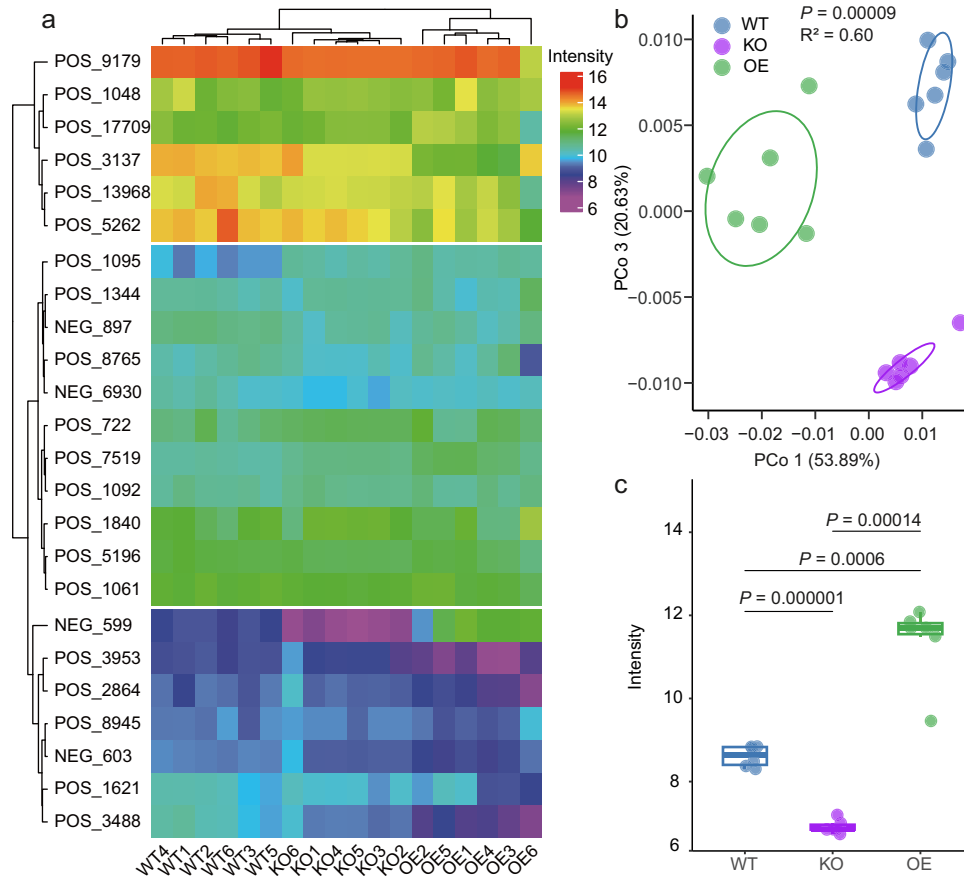 a
Intensity
16
14
12
10
8
6
POS_9179
POS_1048
POS_17709
POS_3137
POS_13968
POS_5262
POS_1095
POS_1344
NEG_897
POS_8765
NEG_6930
POS_722
POS_7519
POS_1092
POS_1840
POS_5196
POS_1061
NEG_599
POS_3953
POS_2864
POS_8945
NEG_603
POS_1621
POS_3488
WT4 WT1 WT2 WT6 WT3 WT5 KO6 KO1 KO4 KO5 KO3 KO2 OE2 OE5 OE1 OE4 OE3 OE6
b
WT
KO
OE
P = 0.00009
R² = 0.60
PCo 3 (20.63%)
0.010
0.005
0.000
−0.005
−0.010
−0.03 −0.02 −0.01 0.00 0.01
PCo 1 (53.89%)
c
Intensity
14
12
10
8
6
P = 0.00014
P = 0.0006
P = 0.000001
WT KO OE